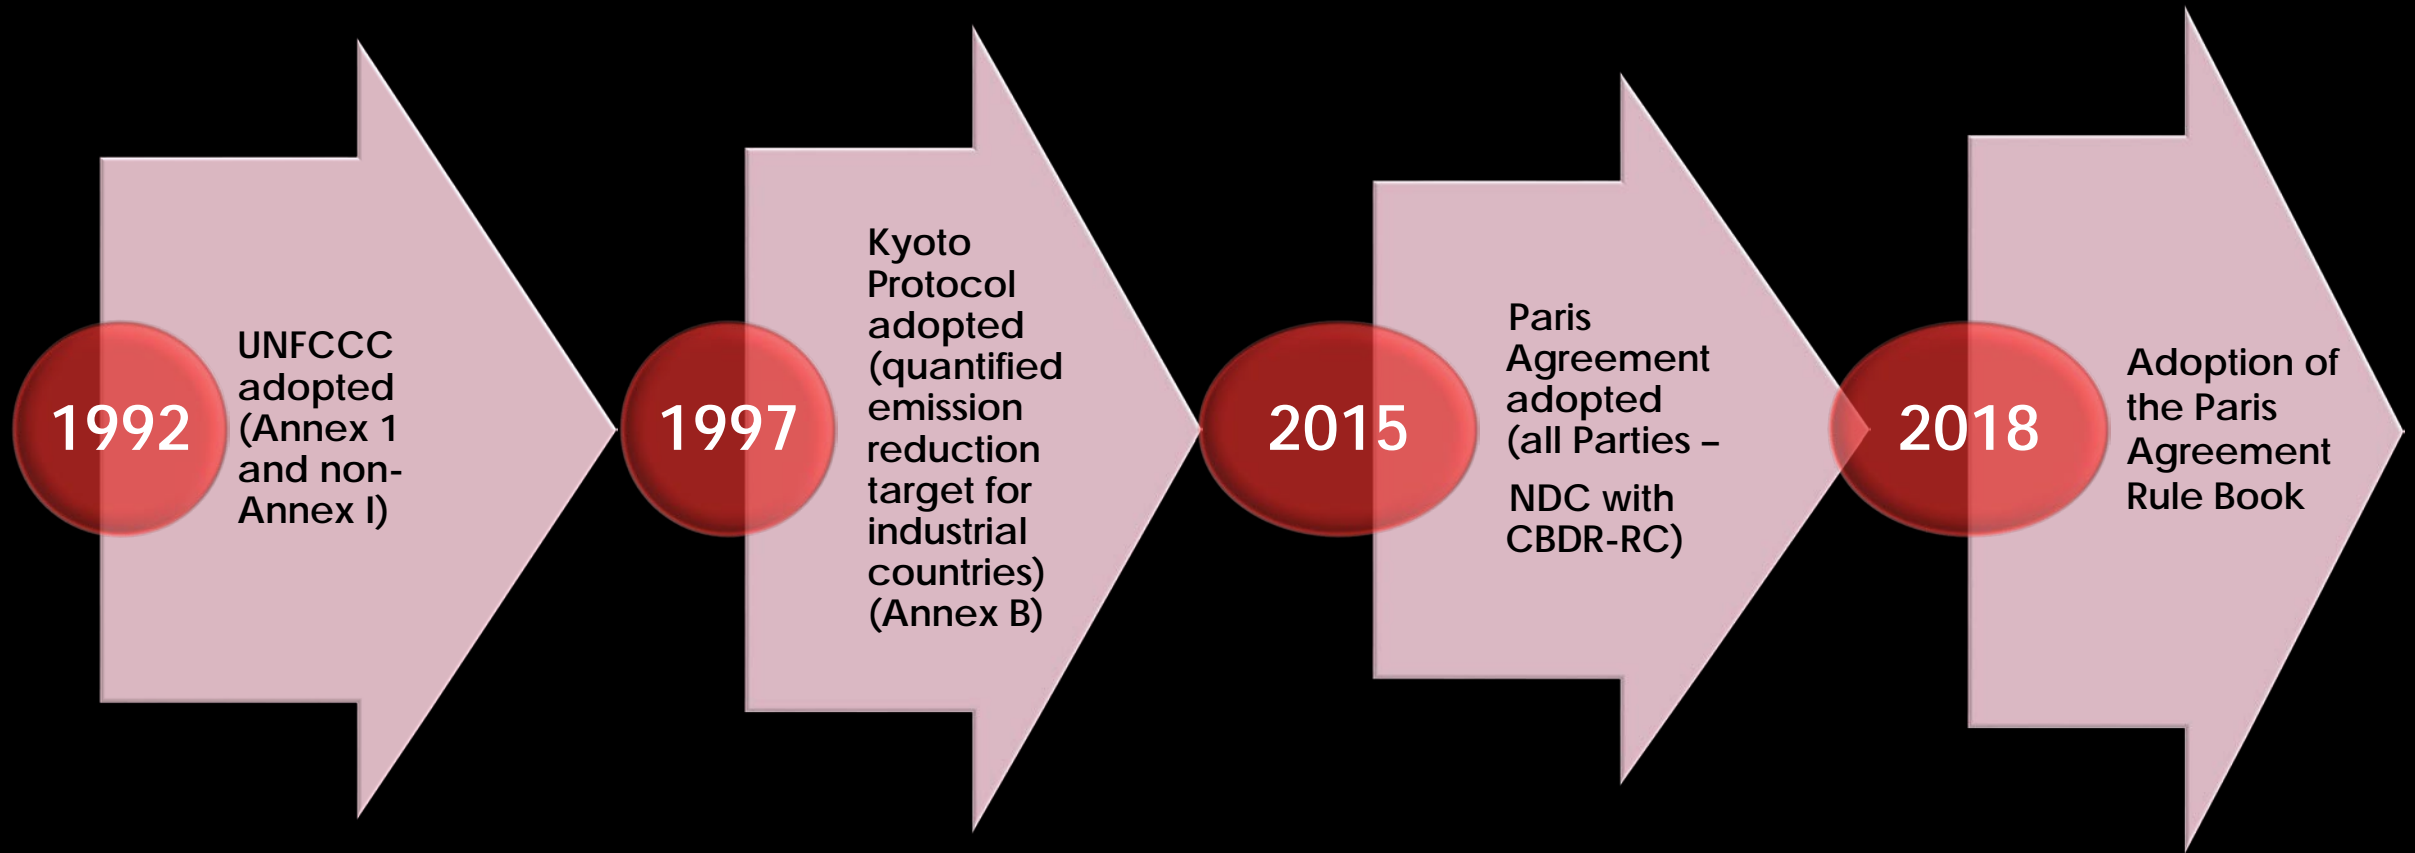 1992
UNFCCC
adopted
(Annex 1
and non-
Annex I)
1997
Kyoto
Protocol
adopted
(quantified
emission
reduction
target for
industrial
countries)
(Annex B)
2015
Paris
Agreement
adopted
(all Parties –
NDC with
CBDR-RC)
2018
Adoption of
the Paris
Agreement
Rule Book